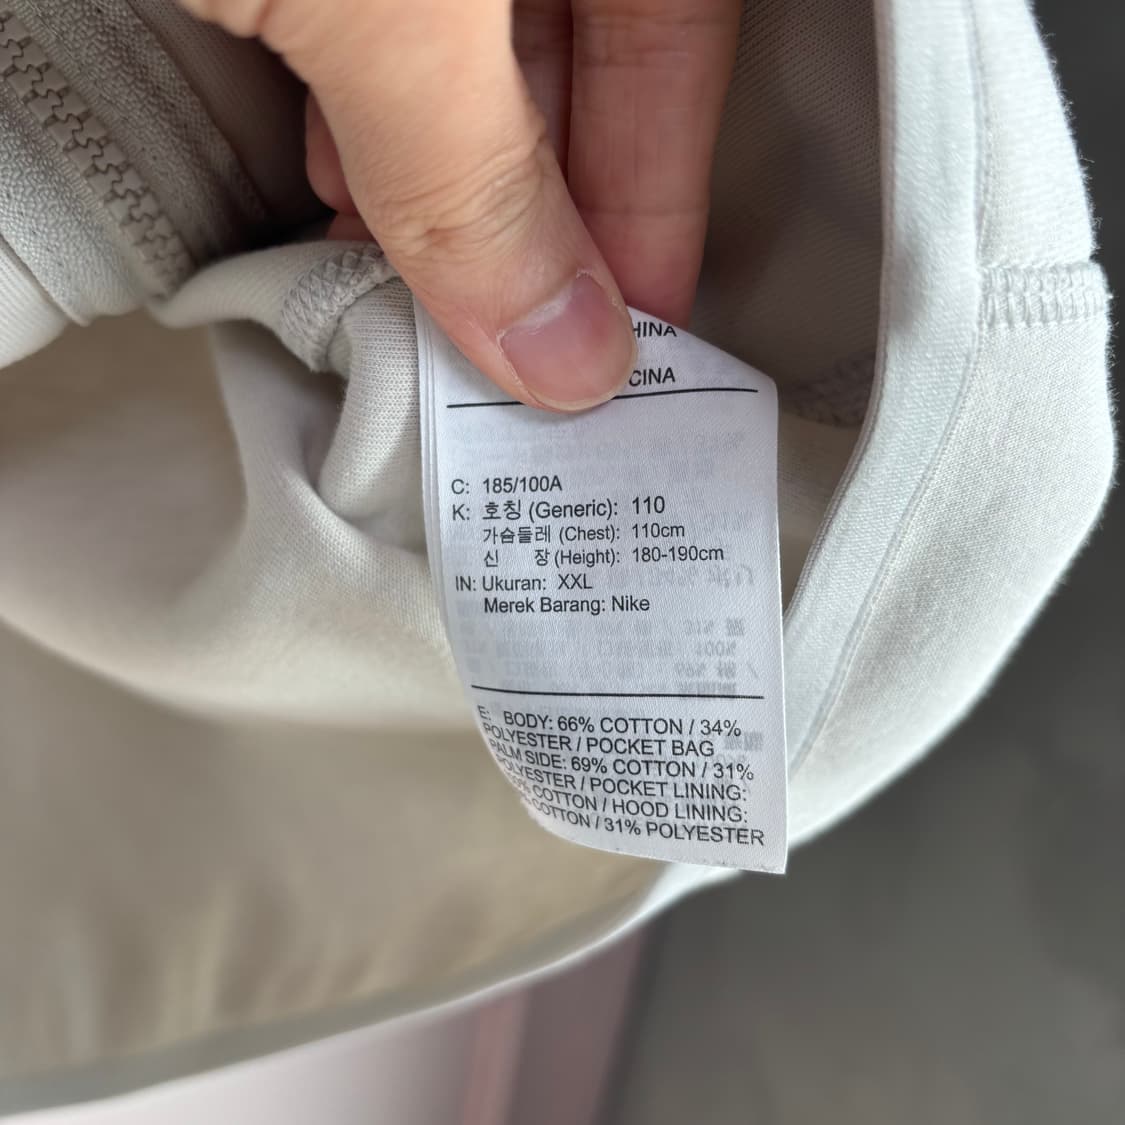 CINA
C: 185/100A
K: 호칭 (Generic): 110
가슴둘레 (Chest): 110cm
신 장 (Height): 180-190cm
IN: Ukuran: XXL
Merek Barang: Nike
E: BODY: 66% COTTON / 34%
POLYESTER / POCKET BAG
PALM SIDE: 69% COTTON / 31%
POLYESTER / POCKET LINING:
COTTON / HOOD LINING:
COTTON / 31% POLYESTER